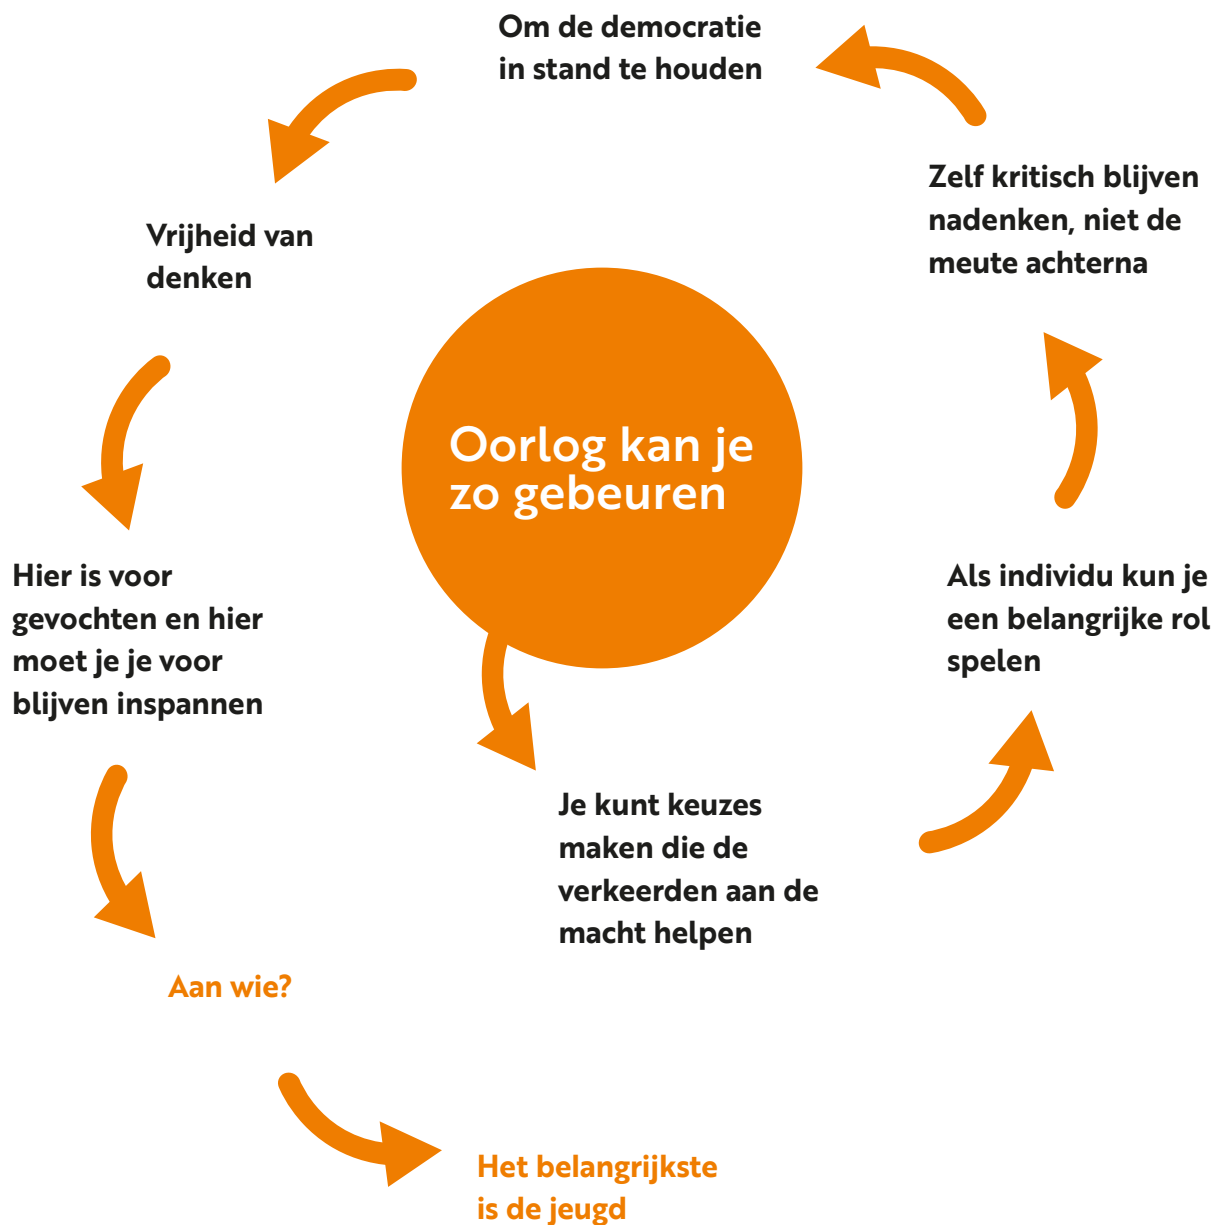 Oorlog kan je
zo gebeuren
Je kunt keuzes
maken die de
verkeerden aan de
macht helpen
Als individu kun je
een belangrijke rol
spelen
Zelf kritisch blijven
nadenken, niet de
meute achterna
Om de democratie
in stand te houden
Vrijheid van
denken
Hier is voor
gevochten en hier
moet je je voor
blijven inspannen
Aan wie?
Het belangrijkste
is de jeugd